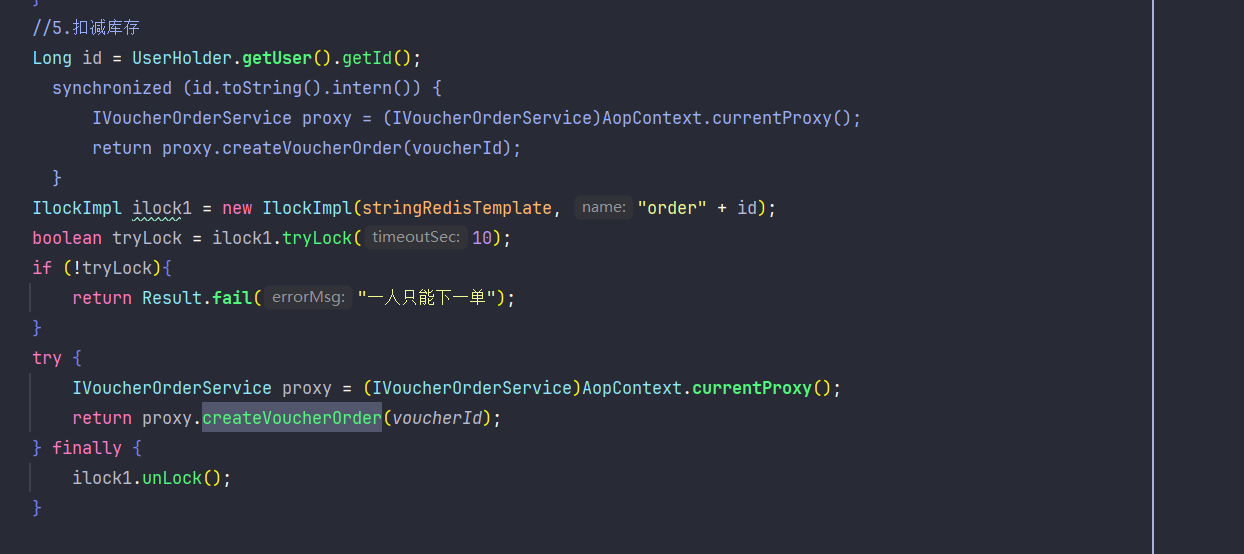 }
//5.扣减库存
Long id = UserHolder.getUser().getId();
synchronized (id.toString().intern()) {
IVoucherOrderService proxy = (IVoucherOrderService)AopContext.currentProxy();
return proxy.createVoucherOrder(voucherId);
}
IlockImpl ilock1 = new IlockImpl(stringRedisTemplate, name: "order" + id);
boolean tryLock = ilock1.tryLock( timeoutSec: 10);
if (!tryLock){
return Result.fail( errorMsg: "一人只能下一单");
}
try {
IVoucherOrderService proxy = (IVoucherOrderService)AopContext.currentProxy();
return proxy.createVoucherOrder(voucherId);
} finally {
ilock1.unLock();
}